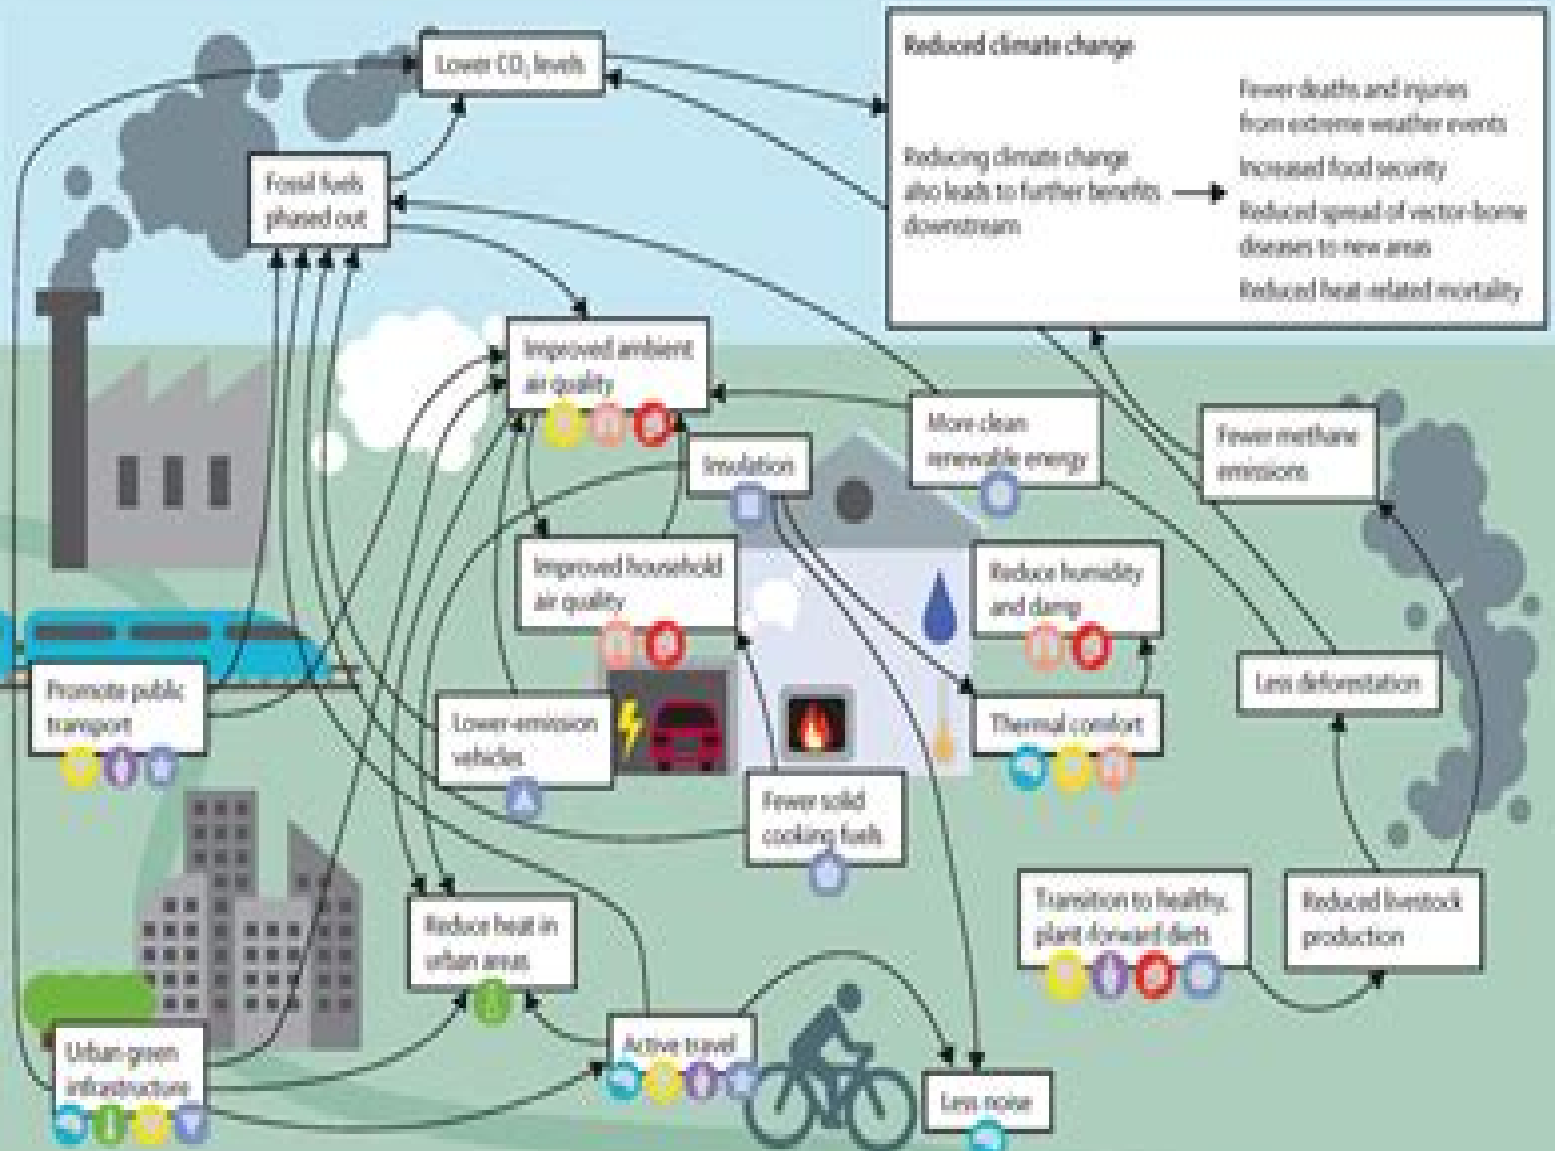 Lower CO₂ levels
Reduced climate change
Reducing climate change
also leads to further benefits
downstream
Fewer deaths and injuries
from extreme weather events
Increased food security
Reduced spread of vector-borne
diseases to new areas
Reduced heat-related mortality
Fossil fuels
phased out
Improved ambient
air quality
More clean
renewable energy
Fewer methane
emissions
Insulation
Improved household
air quality
Reduce humidity
and damp
Less deforestation
Promote public
transport
Lower-emission
vehicles
Thermal comfort
Fewer solid
cooking fuels
Reduce heat in
urban areas
Transition to healthy,
plant-forward diets
Reduced livestock
production
Urban green
infrastructure
Active travel
Less noise